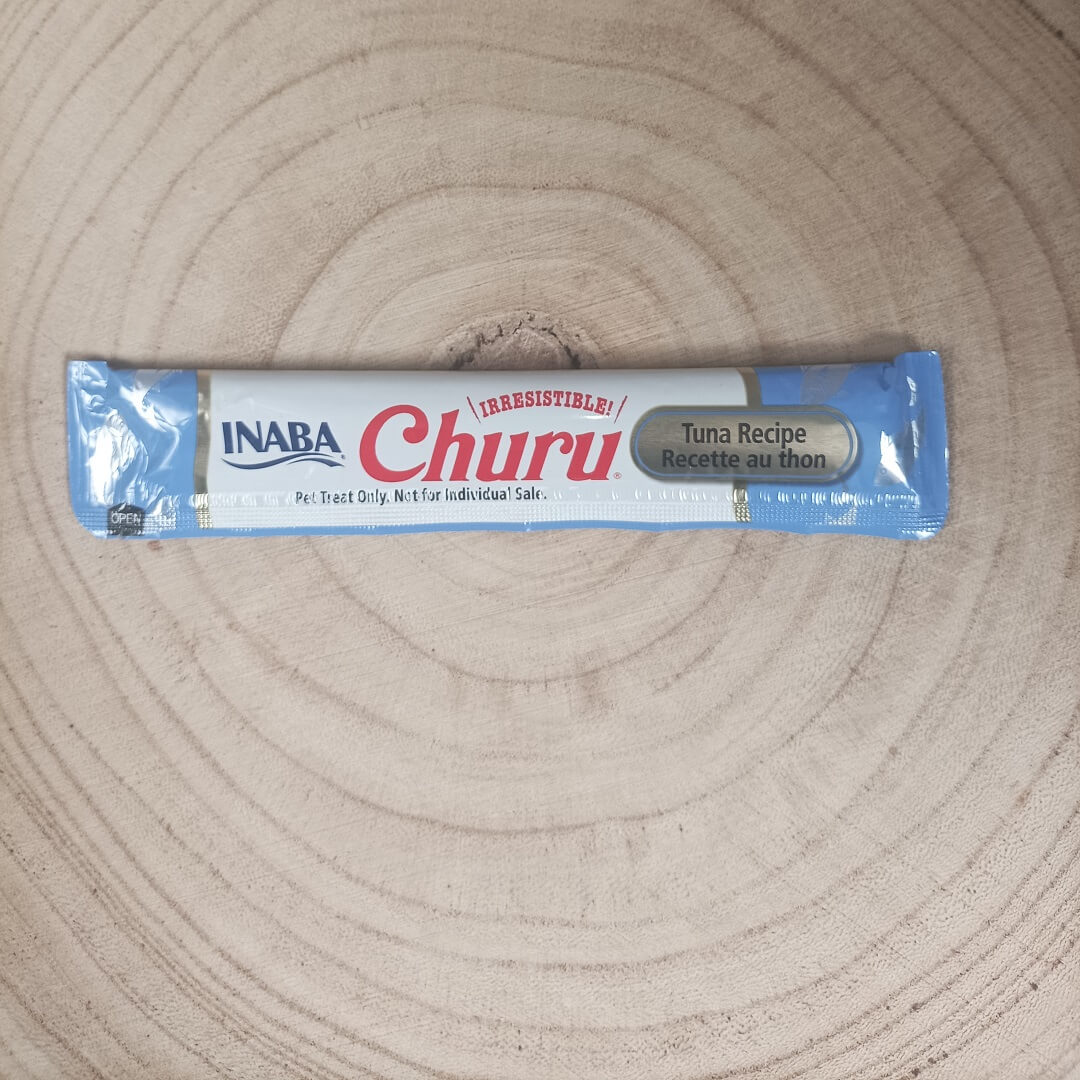 IRRESISTIBLE!
INABA®
Churu®
Tuna Recipe
Recette au thon
Pet Treat Only. Not for Individual Sale.
OPEN